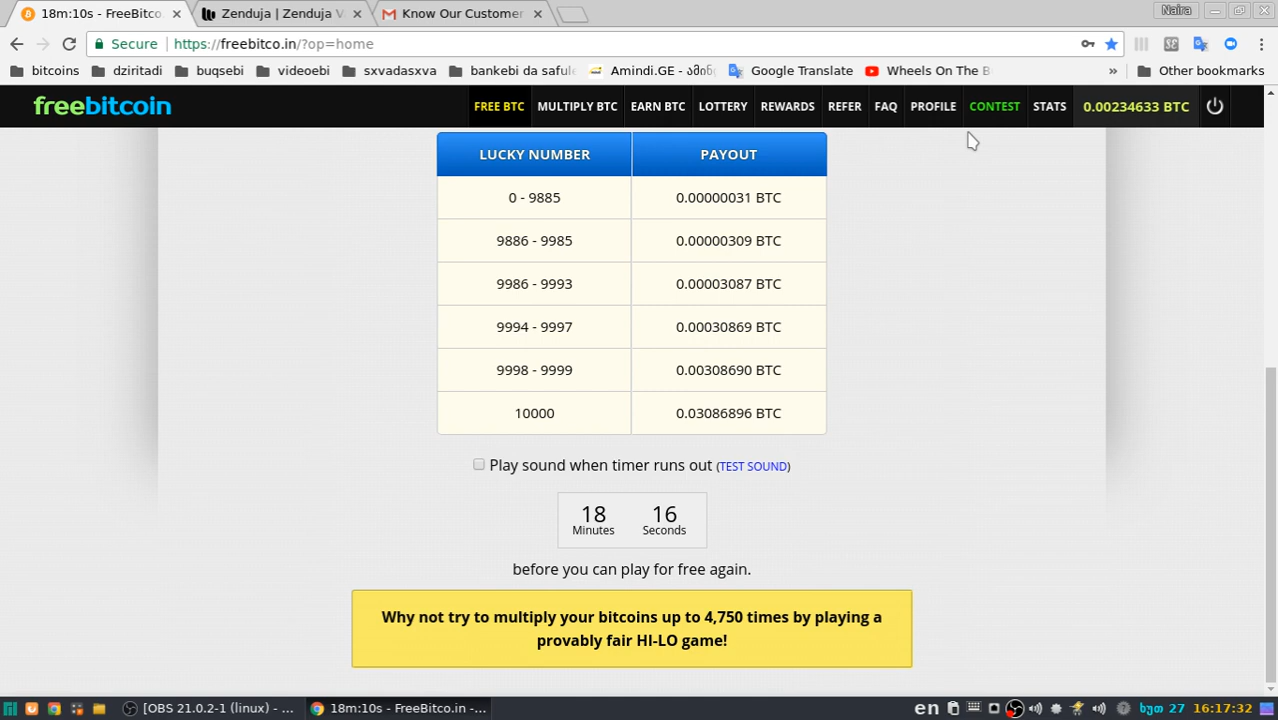 18m:10s - FreeBitco.
Zenduja | Zenduja V
Know Our Customer
Naira
Secure https://freebitco.in/?op=home
bitcoins dziritadi buqsebi videoebi sxvadasxva bankebi da safule Amindi.GE - ამინ Google Translate Wheels On The B » Other bookmarks
freebitcoin FREE BTC MULTIPLY BTC EARN BTC LOTTERY REWARDS REFER FAQ PROFILE CONTEST STATS 0.00234633 BTC
LUCKY NUMBER PAYOUT
0 - 9885 0.00000031 BTC
9886 - 9985 0.00000309 BTC
9986 - 9993 0.00003087 BTC
9994 - 9997 0.00030869 BTC
9998 - 9999 0.00308690 BTC
10000 0.03086896 BTC
Play sound when timer runs out (TEST SOUND)
18 16
Minutes Seconds
before you can play for free again.
Why not try to multiply your bitcoins up to 4,750 times by playing a
provably fair HI-LO game!
[OBS 21.0.2-1 (linux) - ... 18m:10s - FreeBitco.in -... en ხუთ 27 16:17:32